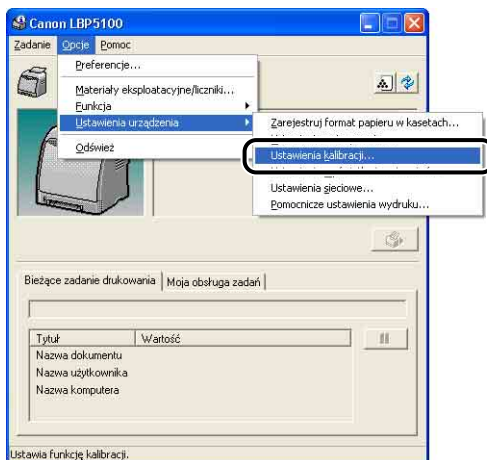 Canon LBP5100
Zadanie Opcje Pomoc
Preferencje...
Materiały eksploatacyjne/liczniki...
Funkcja
Ustawienia urządzenia
Odśwież
Zarejestruj format papieru w kasetach...
Ustawienia kalibracji...
Ustawienia sieciowe...
Pomocnicze ustawienia wydruku...
Bieżące zadanie drukowania Moja obsługa zadań
Tytuł Wartość
Nazwa dokumentu
Nazwa użytkownika
Nazwa komputera
Ustawia funkcję kalibracji.